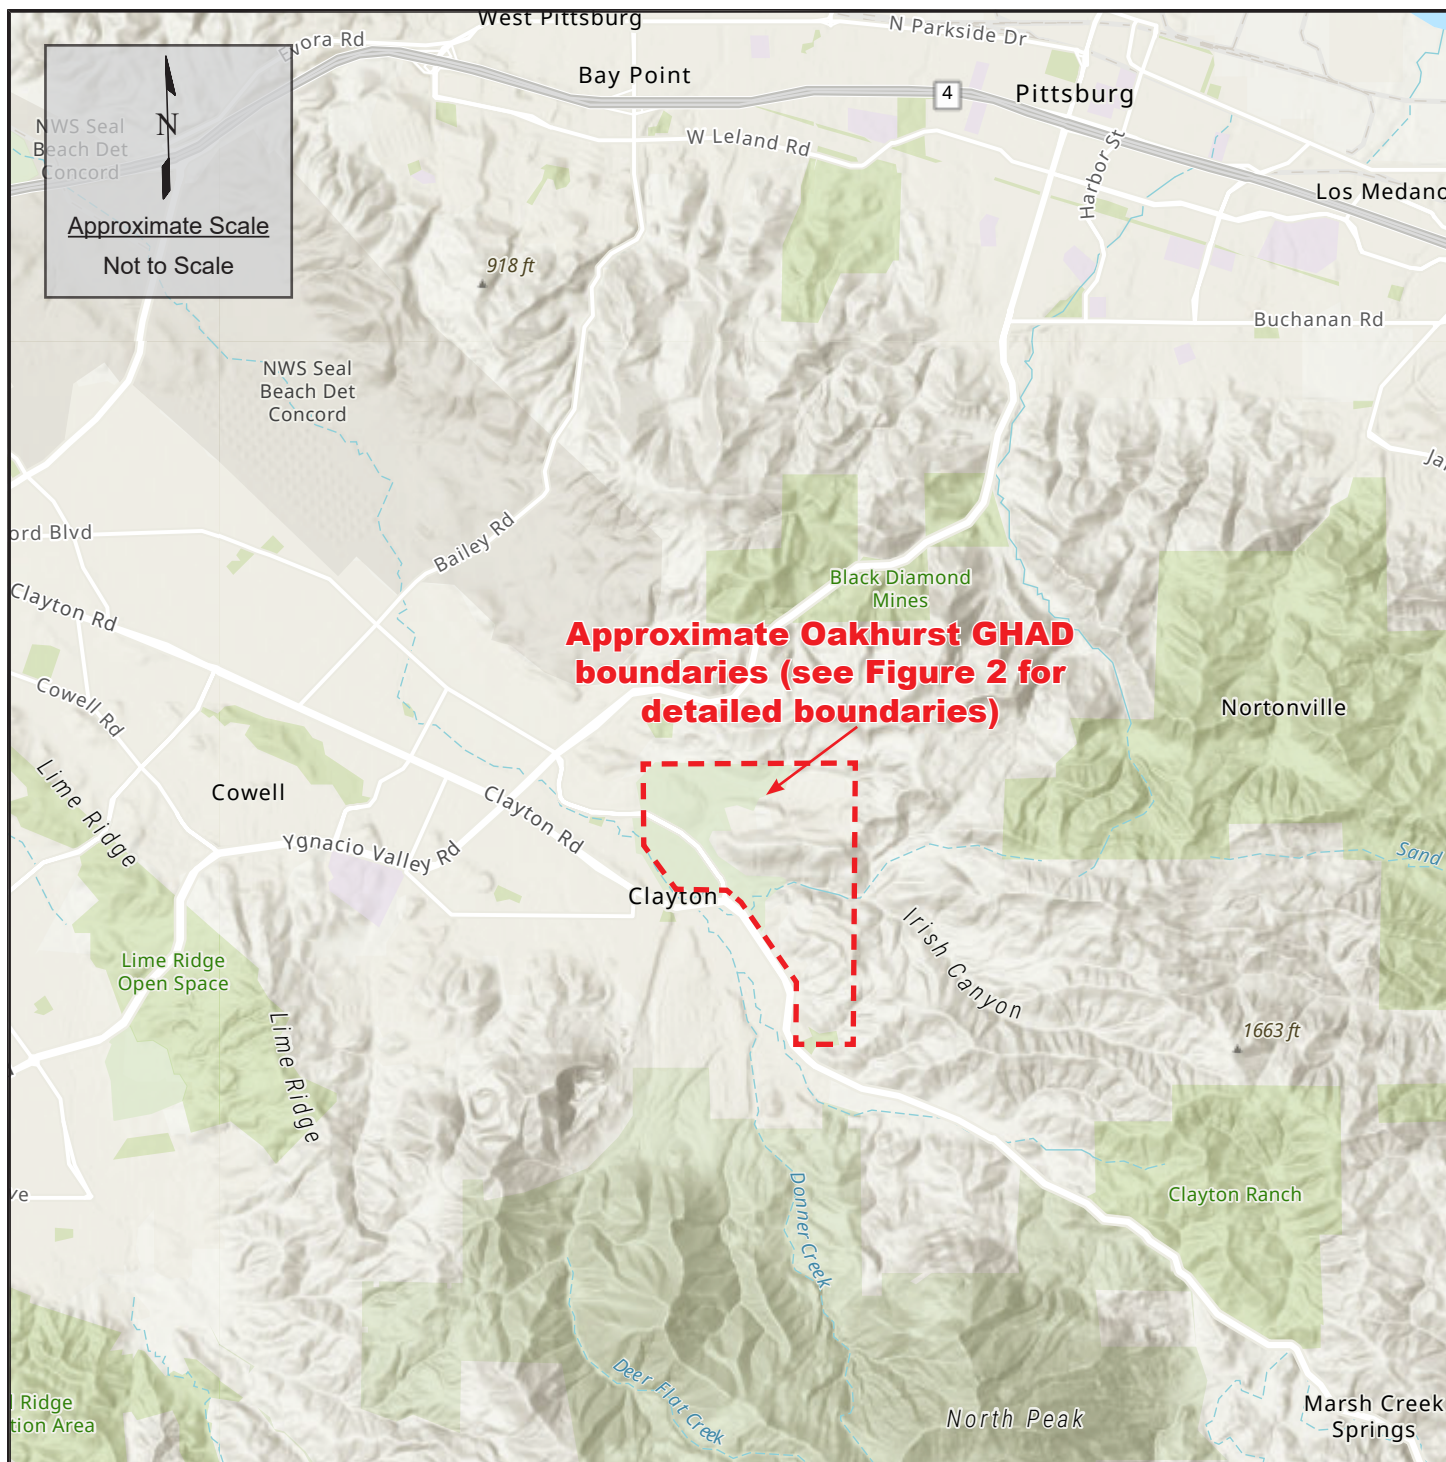 West Pittsburg
N Parkside Dr
Evora Rd
Bay Point
4
Pittsburg
NWS Seal
Beach Det
Concord
N
W Leland Rd
Harbor St
Los Medano
Approximate Scale
Not to Scale
918 ft
Buchanan Rd
NWS Seal
Beach Det
Concord
Ja
ord Blvd
Bailey Rd
Clayton Rd
Black Diamond
Mines
Approximate Oakhurst GHAD
boundaries (see Figure 2 for
detailed boundaries)
Cowell Rd
Nortonville
Lime Ridge
Cowell
Clayton Rd
Ygnacio Valley Rd
Sand
Clayton
Irish Canyon
Lime Ridge
Open Space
Lime Ridge
1663 ft
ve
Donner Creek
Clayton Ranch
Deer Flat Creek
l Ridge
tion Area
North Peak
Marsh Creek
Springs